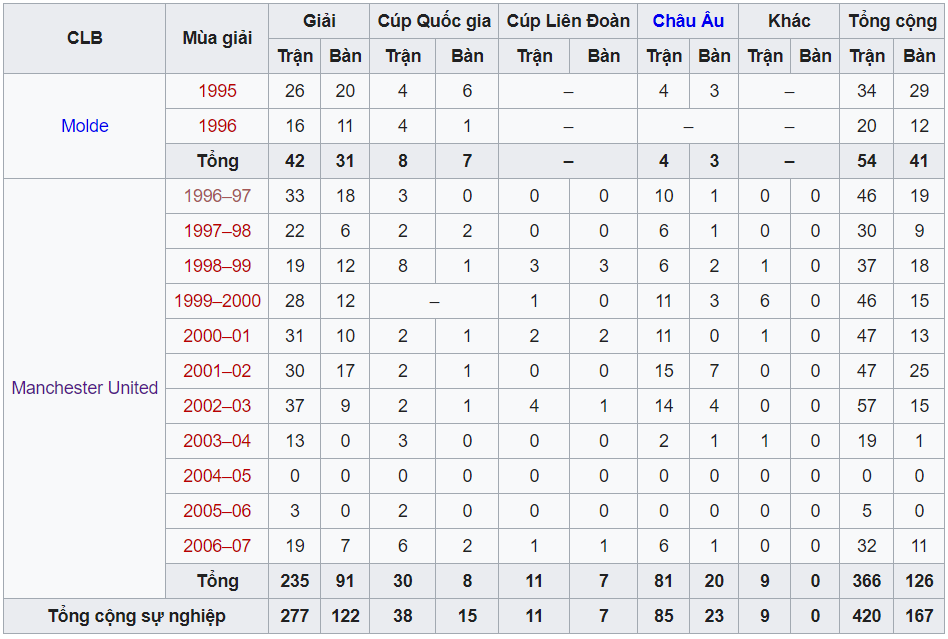 CLB Mùa giải Giải Cúp Quốc gia Cúp Liên Đoàn Châu Âu Khác Tổng cộng
Trận Bàn Trận Bàn Trận Bàn Trận Bàn Trận Bàn Trận Bàn
Molde
1995 26 20 4 6 – 4 3 – 34 29
1996 16 11 4 1 – – – 20 12
Tổng 42 31 8 7 – 4 3 – 54 41
Manchester United
1996–97 33 18 3 0 0 0 10 1 0 0 46 19
1997–98 22 6 2 2 0 0 6 1 0 0 30 9
1998–99 19 12 8 1 3 3 6 2 1 0 37 18
1999–2000 28 12 – 1 0 11 3 6 0 46 15
2000–01 31 10 2 1 2 2 11 0 1 0 47 13
2001–02 30 17 2 1 0 0 15 7 0 0 47 25
2002–03 37 9 2 1 4 1 14 4 0 0 57 15
2003–04 13 0 3 0 0 0 2 1 1 0 19 1
2004–05 0 0 0 0 0 0 0 0 0 0 0 0
2005–06 3 0 2 0 0 0 0 0 0 0 5 0
2006–07 19 7 6 2 1 1 6 1 0 0 32 11
Tổng 235 91 30 8 11 7 81 20 9 0 366 126
Tổng cộng sự nghiệp 277 122 38 15 11 7 85 23 9 0 420 167